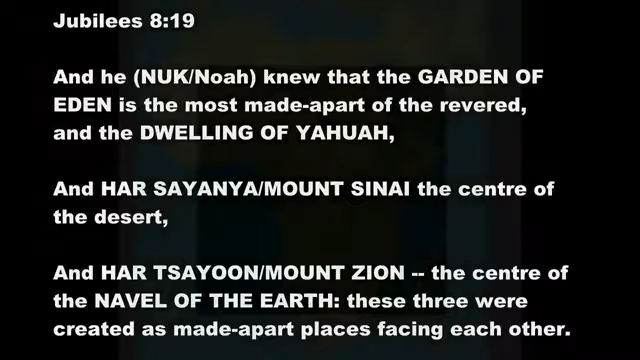 Jubilees 8:19
And he (NUK/Noah) knew that the GARDEN OF
EDEN is the most made-apart of the revered,
and the DWELLING OF YAHUAH,
And HAR SAYANYA/MOUNT SINAI the centre of
the desert,
And HAR TSAYOON/MOUNT ZION -- the centre of
the NAVEL OF THE EARTH: these three were
created as made-apart places facing each other.